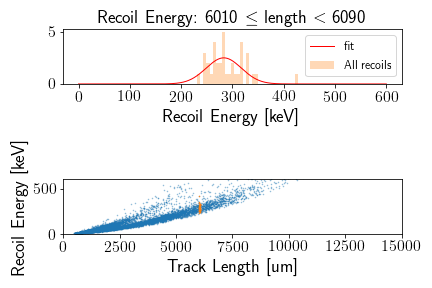 Recoil Energy: 6010 ≤ length < 6090
5
0
fit
All recoils
0 100 200 300 400 500 600
Recoil Energy [keV]
Recoil Energy [keV]
500
0
0 2500 5000 7500 10000 12500 15000
Track Length [um]